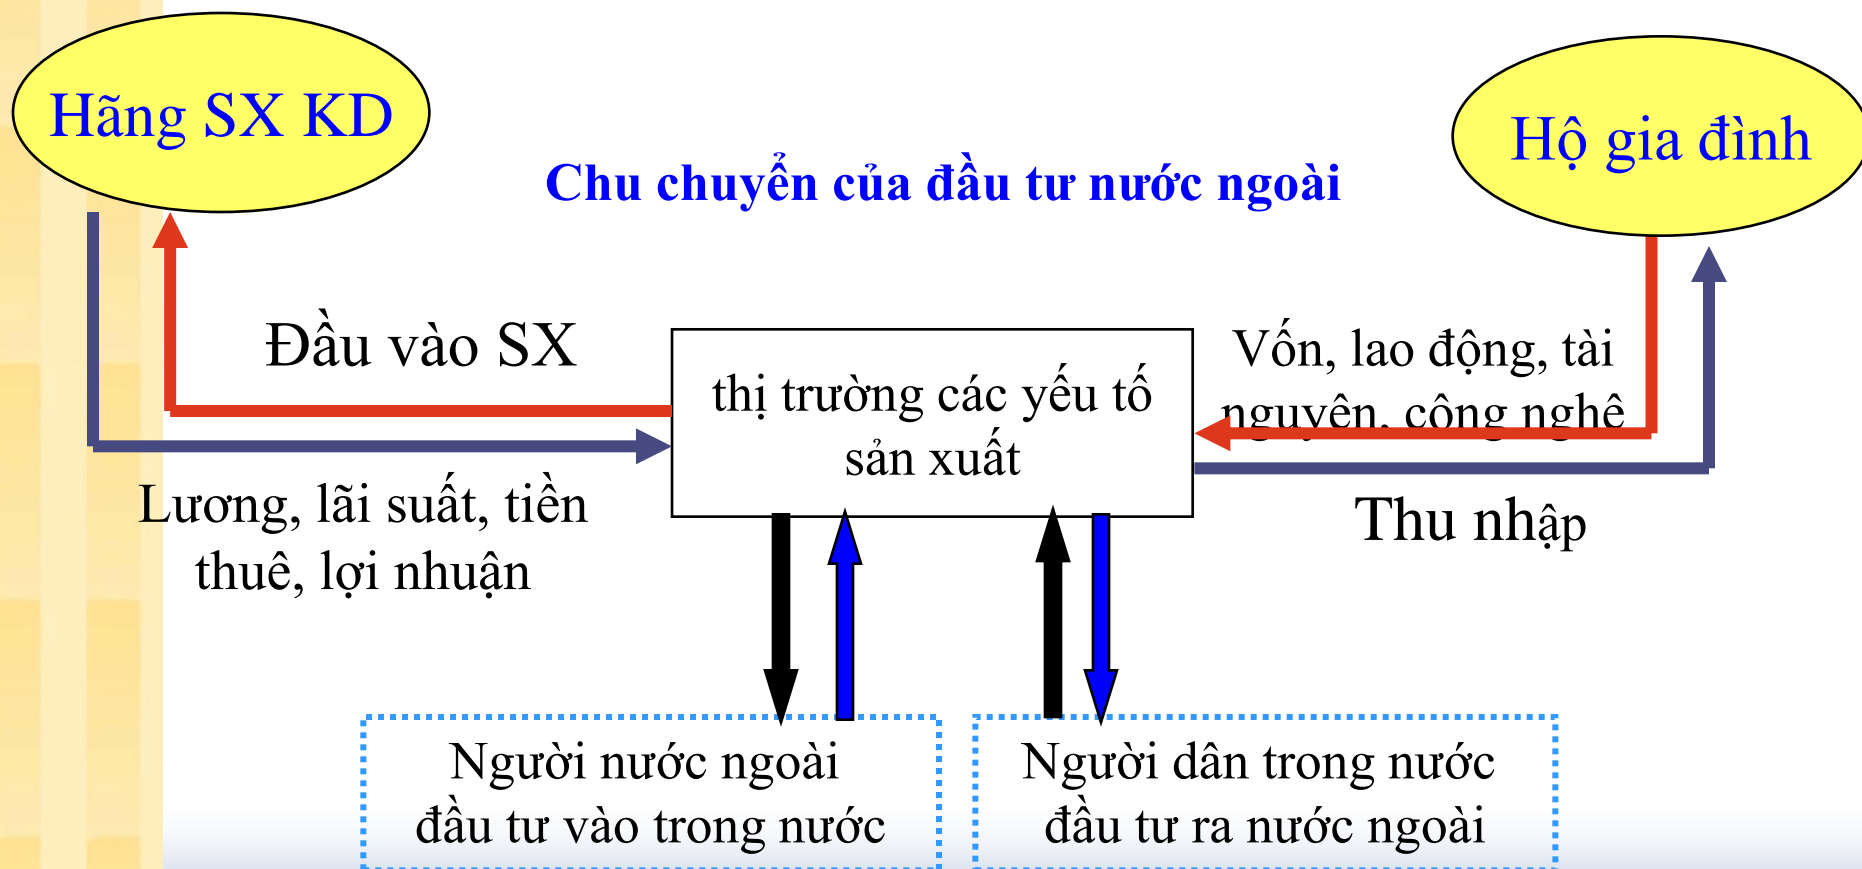 Hãng SX KD
Hộ gia đình
Chu chuyển của đầu tư nước ngoài
Đầu vào SX
thị trường các yếu tố
sản xuất
Vốn, lao động, tài
nguyên, công nghệ
Lương, lãi suất, tiền
thuê, lợi nhuận
Thu nhập
Người nước ngoài
đầu tư vào trong nước
Người dân trong nước
đầu tư ra nước ngoài